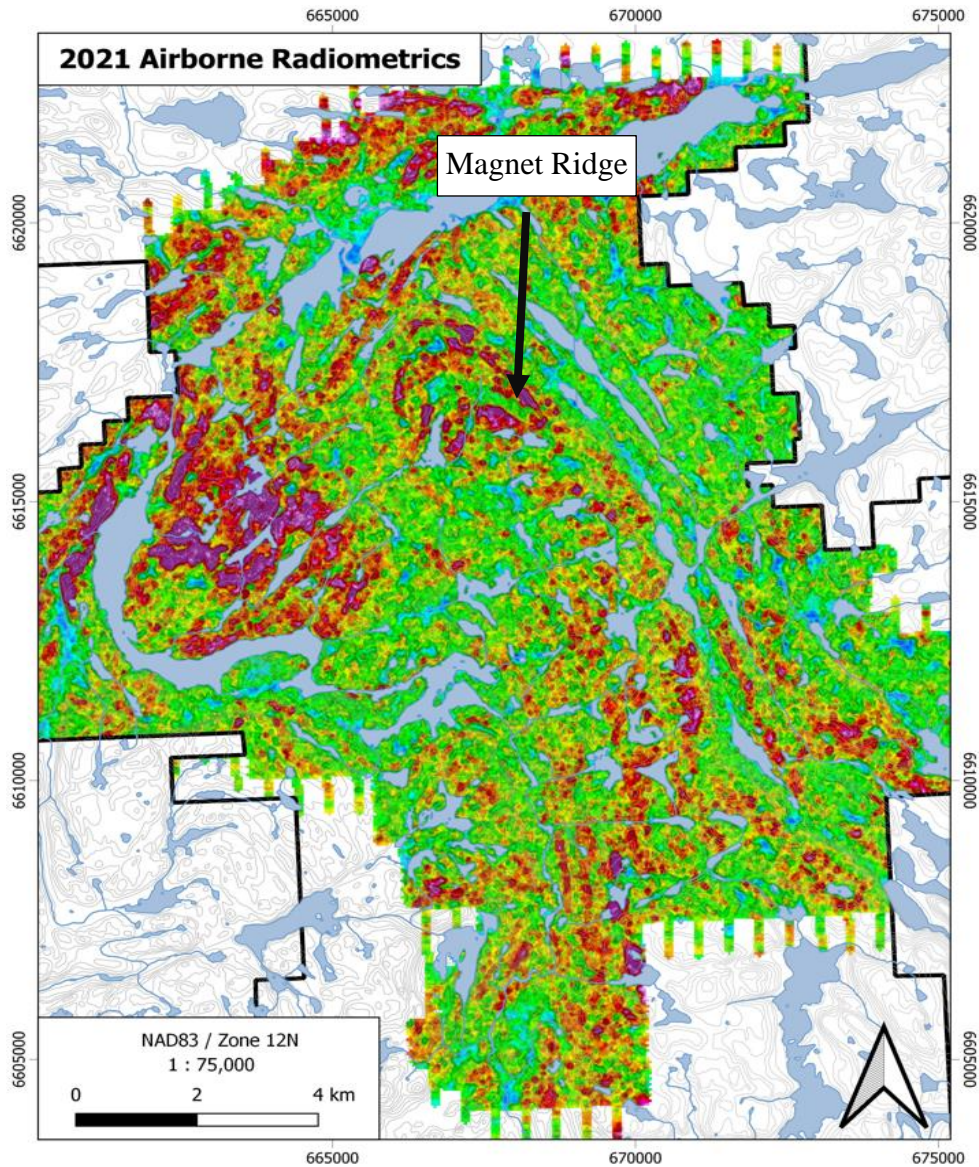 665000 670000 675000
2021 Airborne Radiometrics
Magnet Ridge
6620000 6620000
6615000 6615000
6610000 6610000
6605000 6605000
NAD83 / Zone 12N
1 : 75,000
0 2 4 km
665000 670000 675000